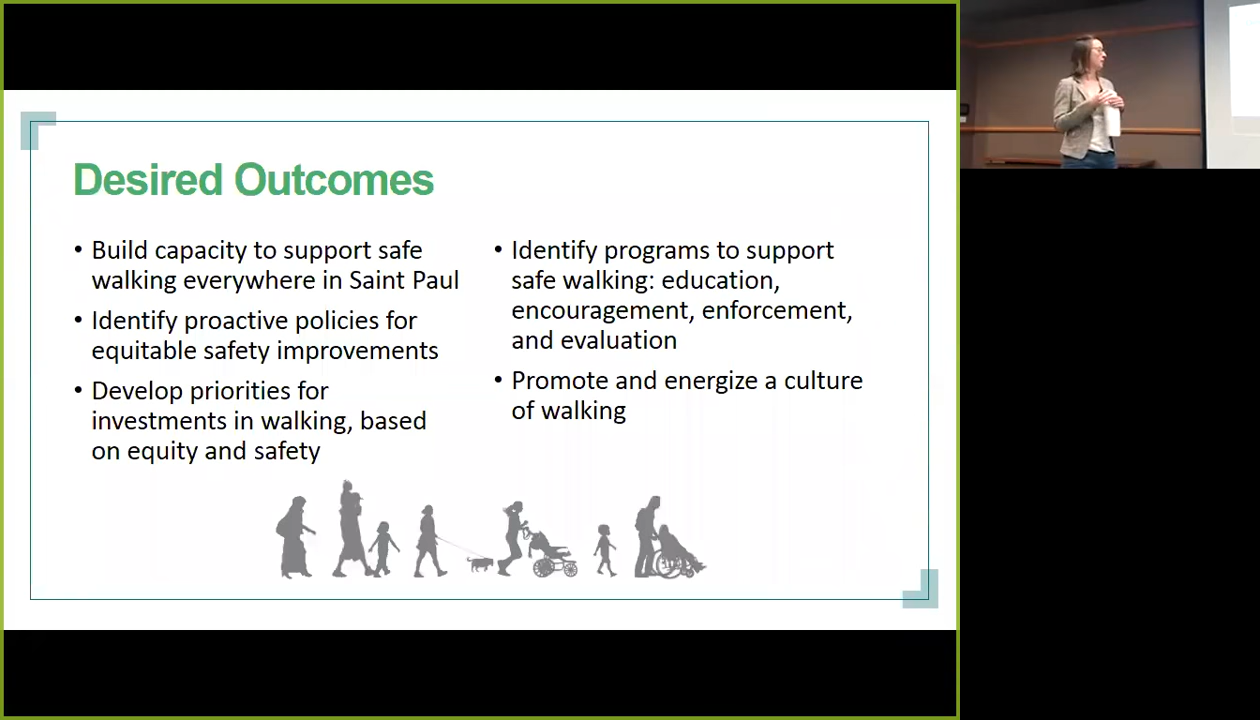 Desired Outcomes
• Build capacity to support safe
walking everywhere in Saint Paul
• Identify proactive policies for
equitable safety improvements
• Develop priorities for
investments in walking, based
on equity and safety
• Identify programs to support
safe walking: education,
encouragement, enforcement,
and evaluation
• Promote and energize a culture
of walking